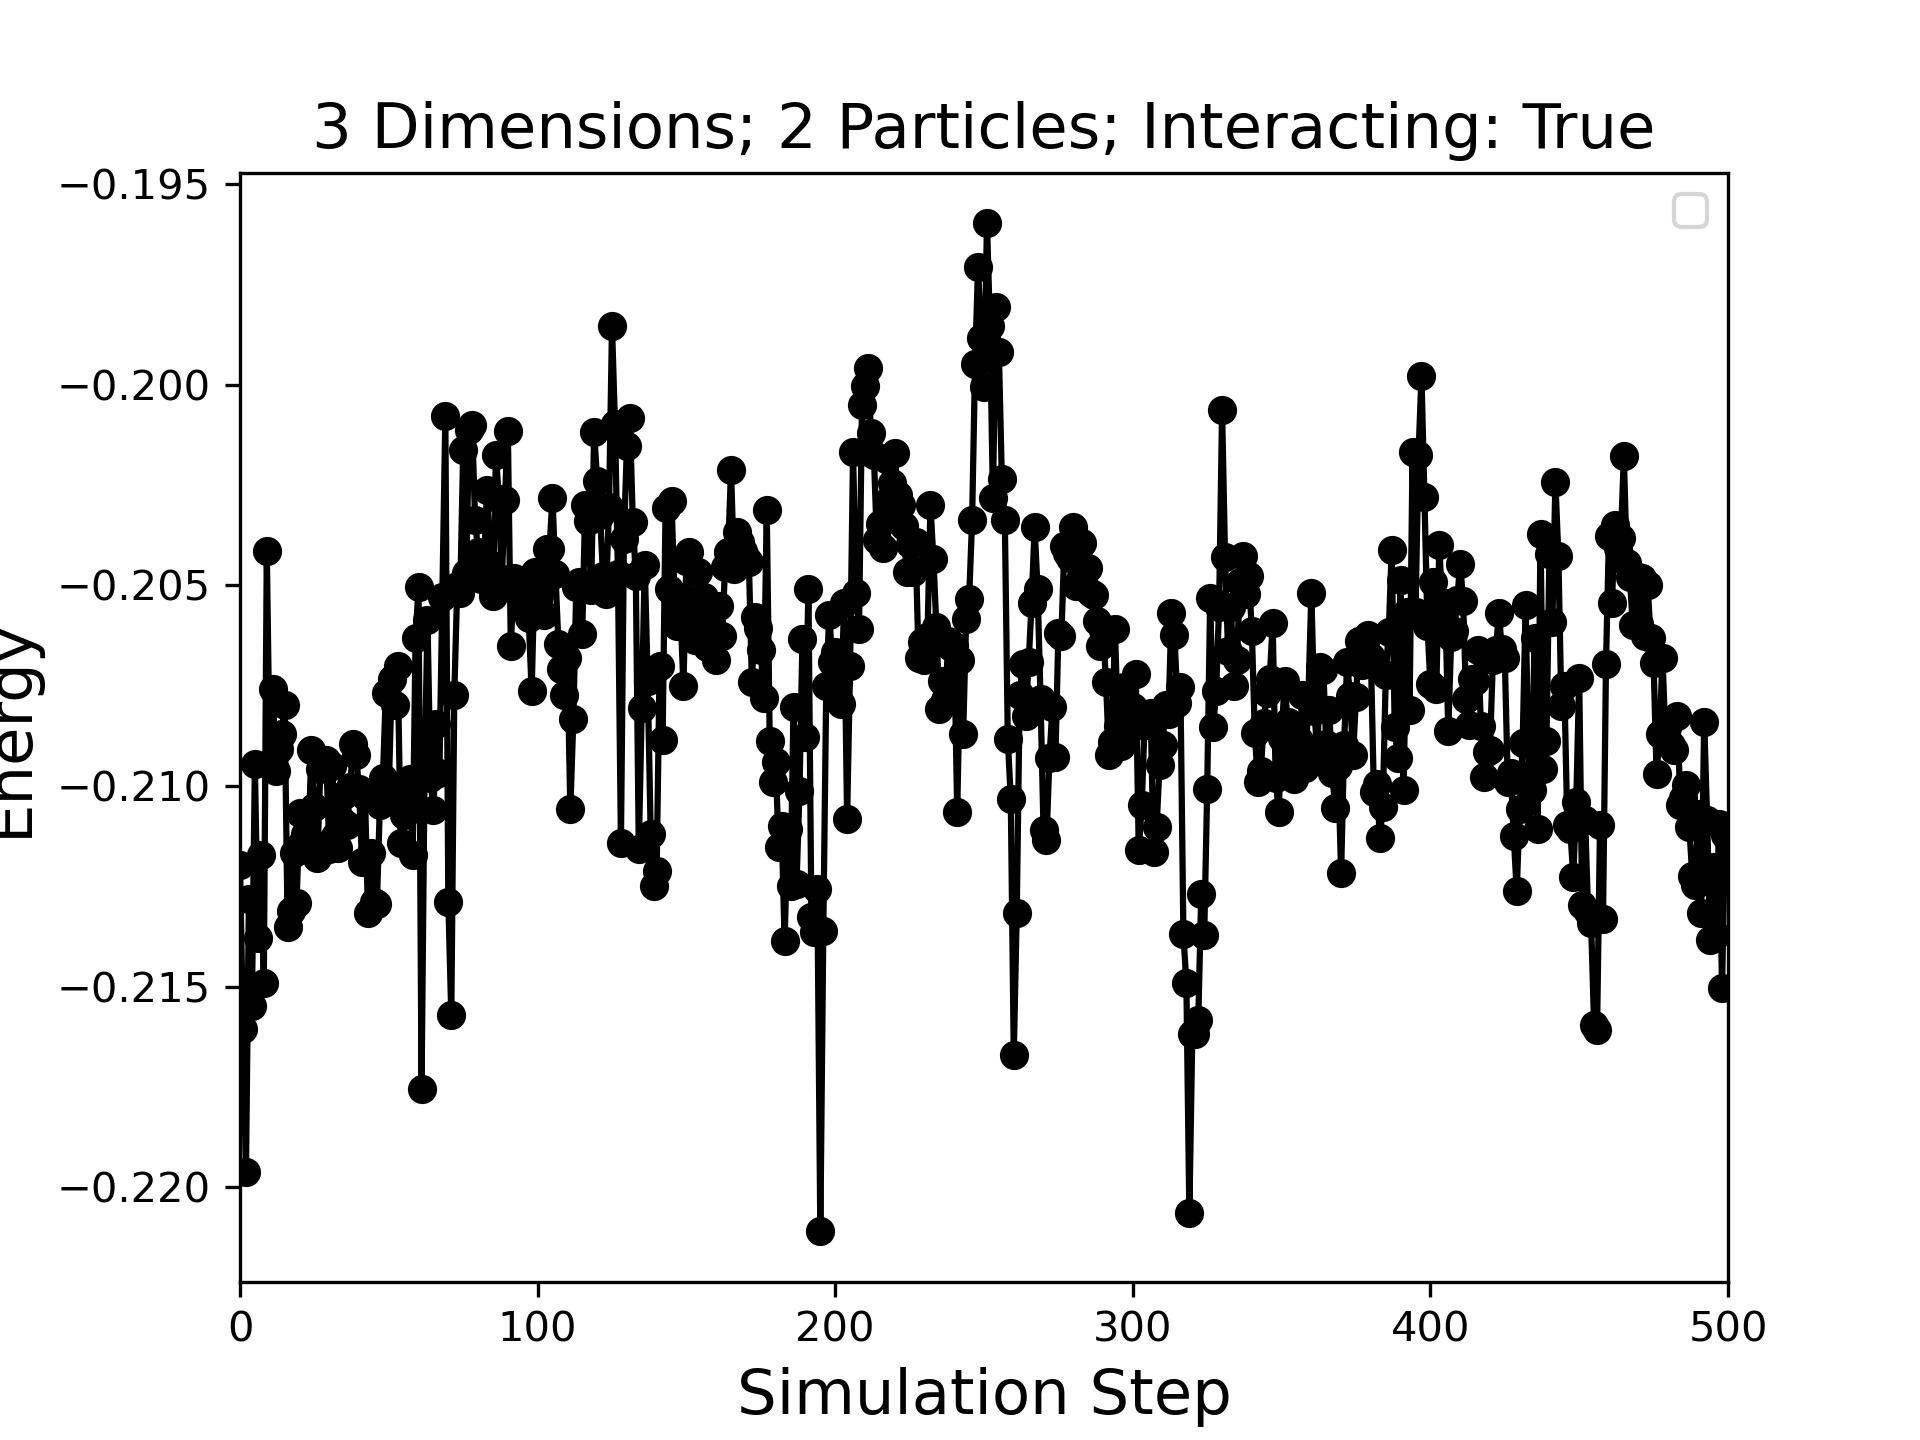 3 Dimensions; 2 Particles; Interacting: True
−0.195
−0.200
−0.205
−0.210
−0.215
−0.220
Energy
0 100 200 300 400 500
Simulation Step